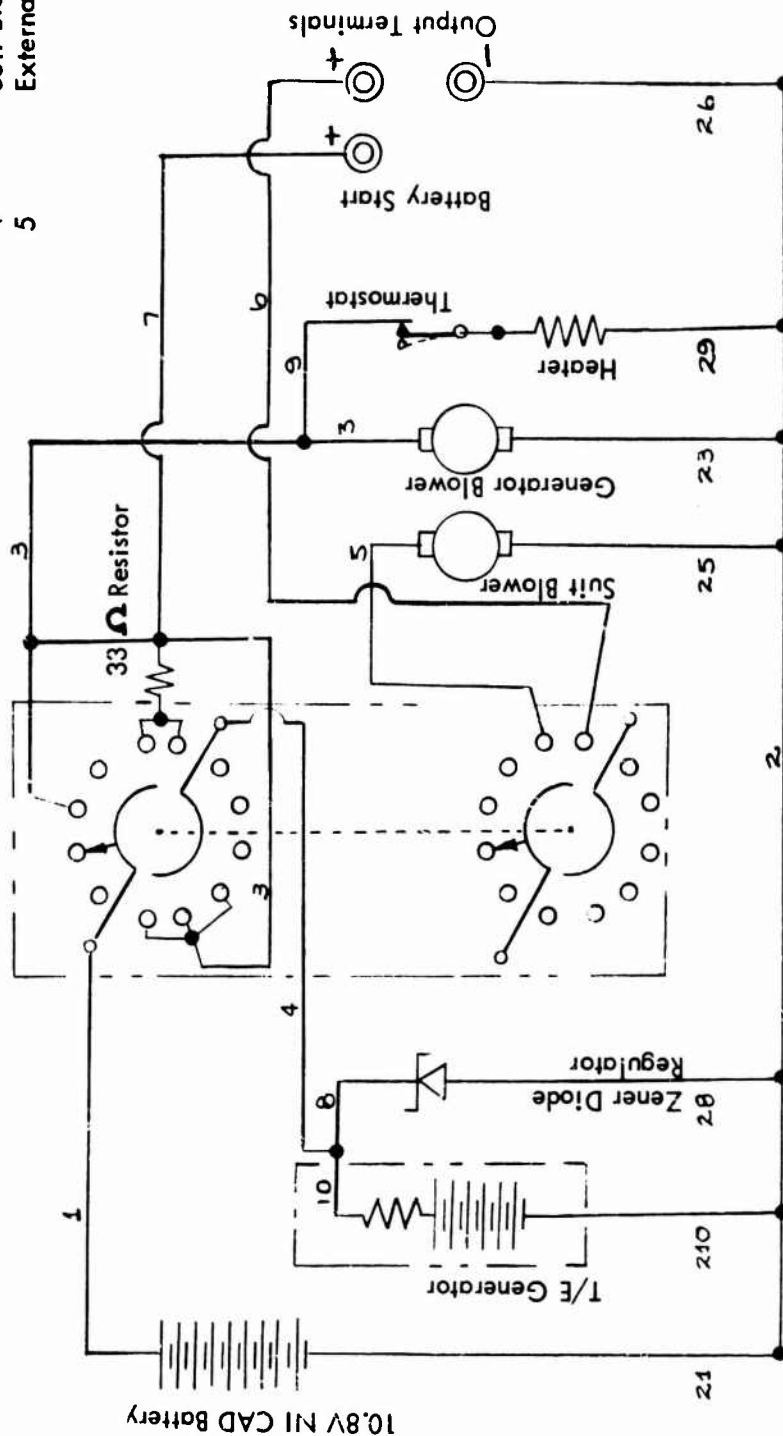 5 Externa
Output Terminals
+
-
+
Battery Start
26
7
6
Thermostat
9
Heater
29
3
Generator Blower
23
3
5
Suit Blower
25
33 Ω Resistor
3
2
4
Zener Diode
Regulator
8
28
10
T/E Generator
210
1
10.8V NI CAD Battery
21